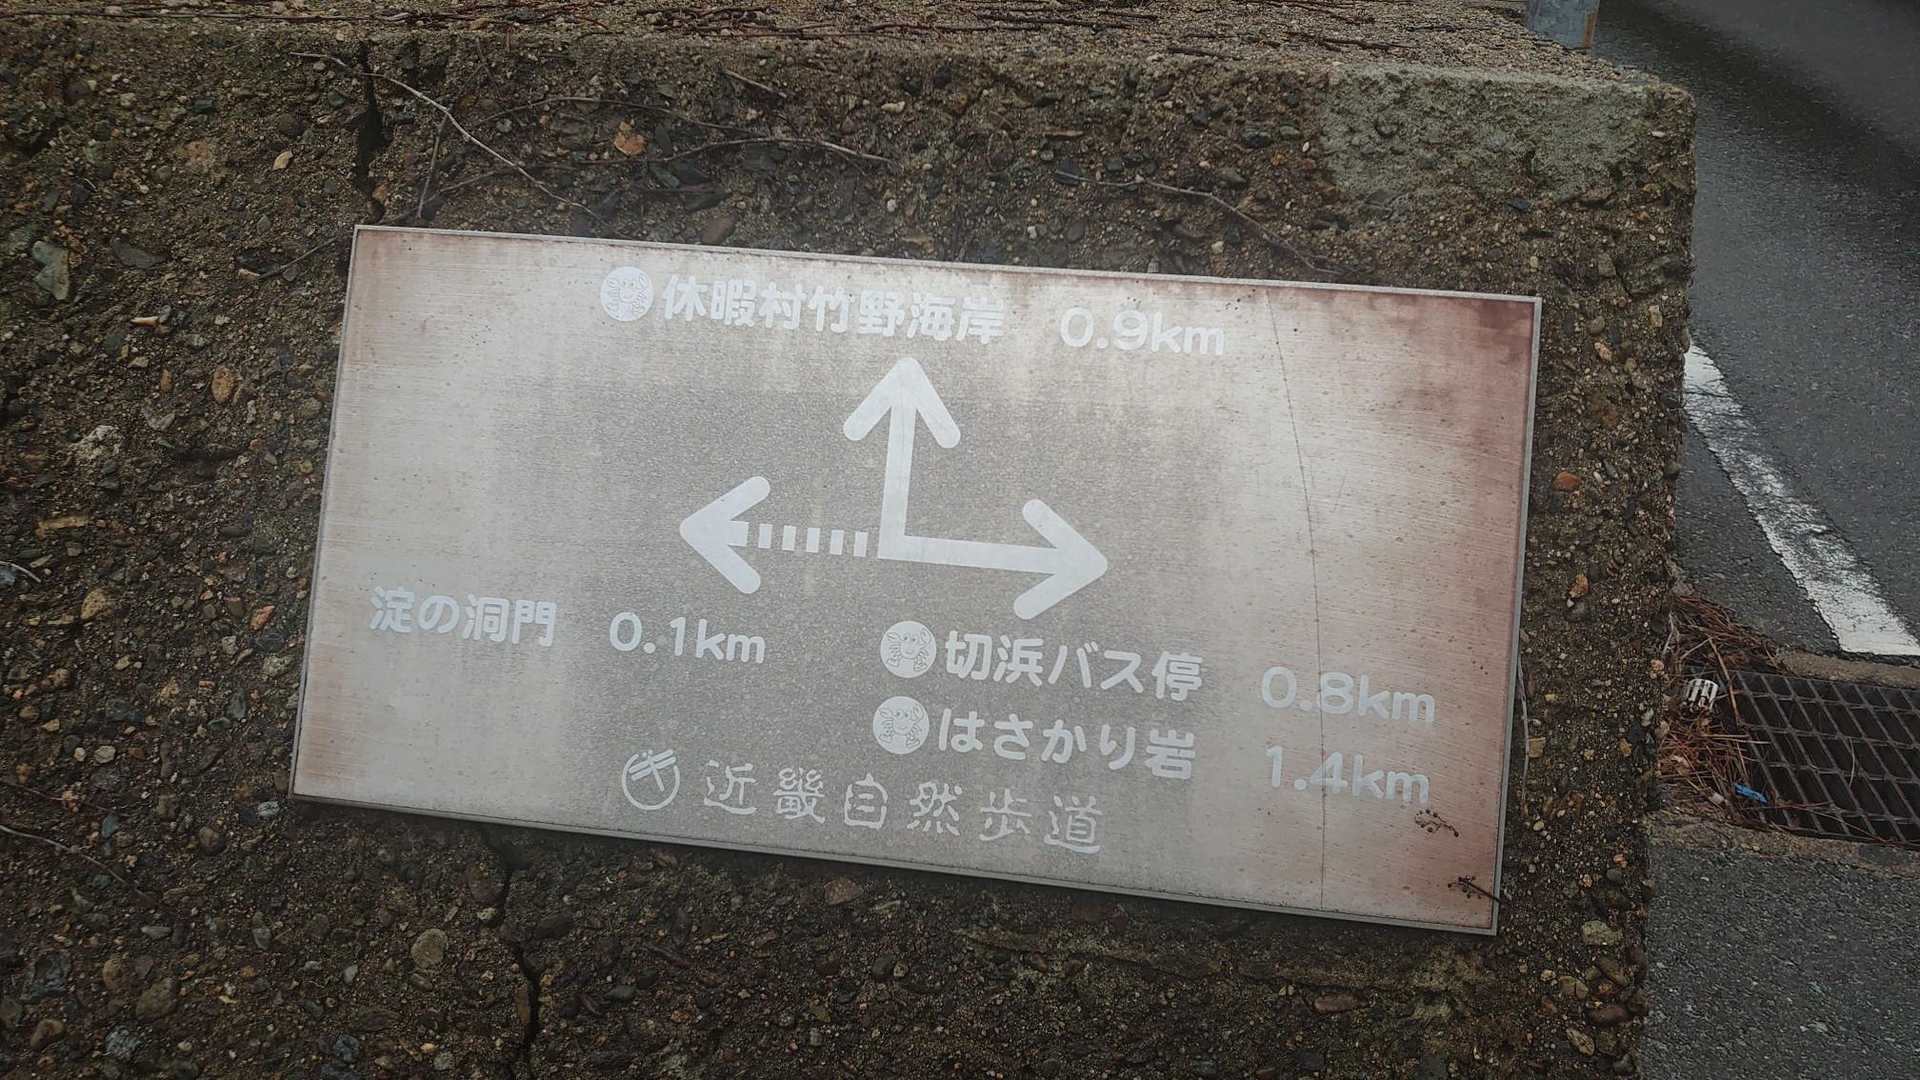 休暇村竹野海岸 0.9km
淀の洞門 0.1km
切浜バス停 0.8km
はさかり岩 1.4km
近畿自然歩道